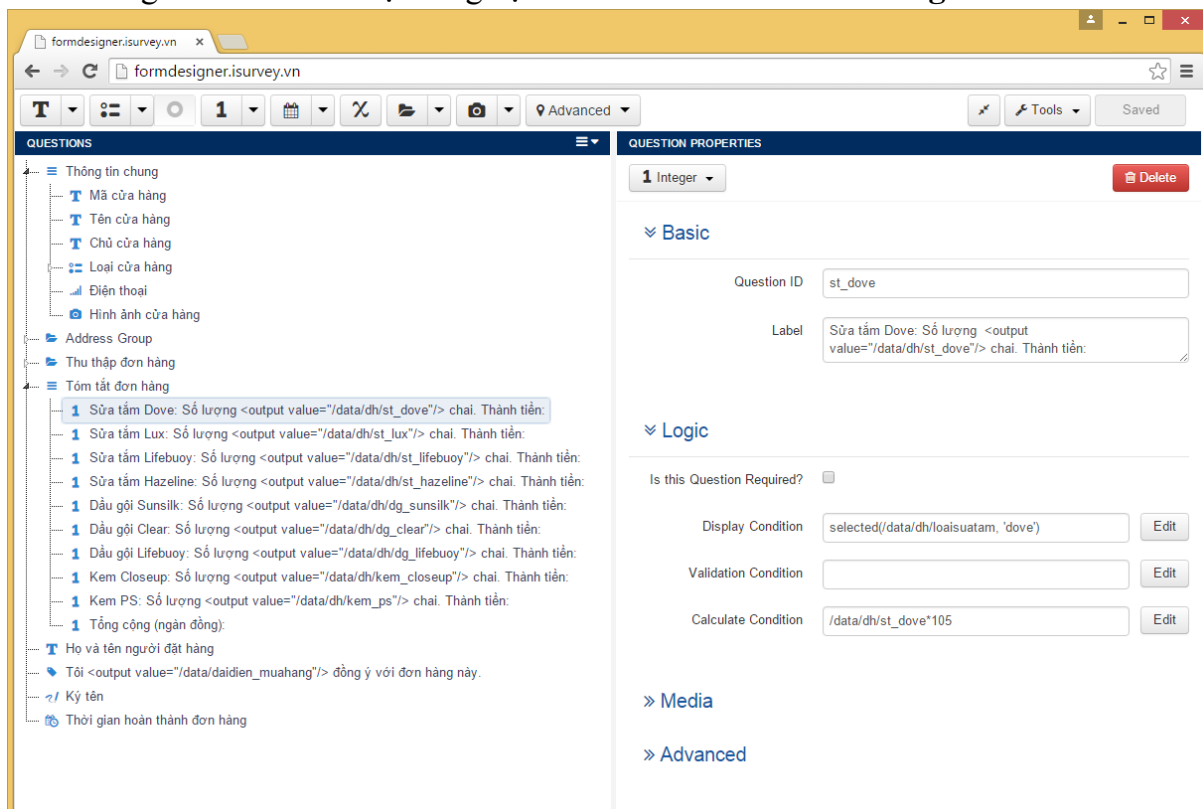 formdesigner.isurvey.vn
formdesigner.isurvey.vn
T 1 Advanced Tools Saved
QUESTIONS
Thông tin chung
T Mã cửa hàng
T Tên cửa hàng
T Chủ cửa hàng
Loại cửa hàng
Điện thoại
Hình ảnh cửa hàng
Address Group
Thu thập đơn hàng
Tóm tắt đơn hàng
1 Sữa tắm Dove: Số lượng <output value="/data/dh/st_dove"/> chai. Thành tiền:
1 Sữa tắm Lux: Số lượng <output value="/data/dh/st_lux"/> chai. Thành tiền:
1 Sữa tắm Lifebuoy: Số lượng <output value="/data/dh/st_lifebuoy"/> chai. Thành tiền:
1 Sữa tắm Hazeline: Số lượng <output value="/data/dh/st_hazeline"/> chai. Thành tiền:
1 Dầu gội Sunsilk: Số lượng <output value="/data/dh/dg_sunsilk"/> chai. Thành tiền:
1 Dầu gội Clear: Số lượng <output value="/data/dh/dg_clear"/> chai. Thành tiền:
1 Dầu gội Lifebuoy: Số lượng <output value="/data/dh/dg_lifebuoy"/> chai. Thành tiền:
1 Kem Closeup: Số lượng <output value="/data/dh/kem_closeup"/> chai. Thành tiền:
1 Kem PS: Số lượng <output value="/data/dh/kem_ps"/> chai. Thành tiền:
1 Tổng cộng (ngàn đồng):
T Họ và tên người đặt hàng
Tôi <output value="/data/daidien_muahang"/> đồng ý với đơn hàng này.
Ký tên
Thời gian hoàn thành đơn hàng
QUESTION PROPERTIES
1 Integer Delete
Basic
Question ID st_dove
Label Sữa tắm Dove: Số lượng <output
value="/data/dh/st_dove"/> chai. Thành tiền:
Logic
Is this Question Required?
Display Condition selected(/data/dh/loaisuatam, 'dove') Edit
Validation Condition Edit
Calculate Condition /data/dh/st_dove*105 Edit
Media
Advanced